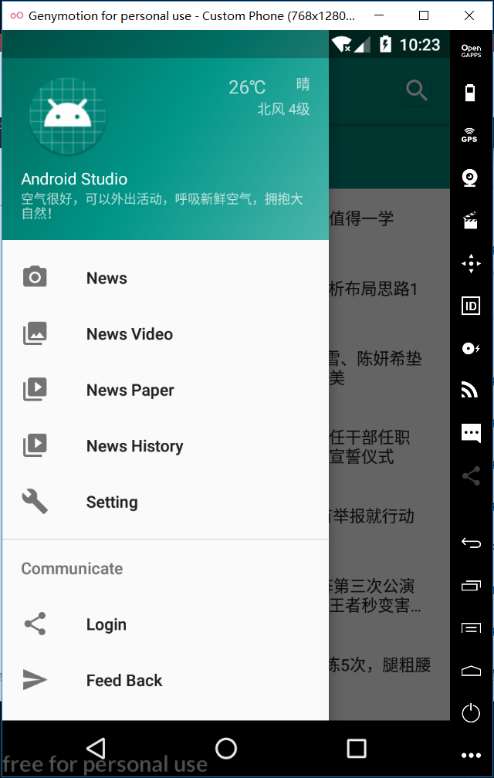 Genymotion for personal use - Custom Phone (768x1280...
10:23
Open
GAPPS
26℃ 晴
北风 4级
GPS
Android Studio
空气很好，可以外出活动，呼吸新鲜空气，拥抱大
自然！
值得一学
News
析布局思路1
ID
News Video
雪、陈妍希垫
美
News Paper
任干部任职
宣誓仪式
News History
Setting
举报就行动
Communicate
第三次公演
王者秒变害…
Login
练5次，腿粗腰
Feed Back
free for personal use